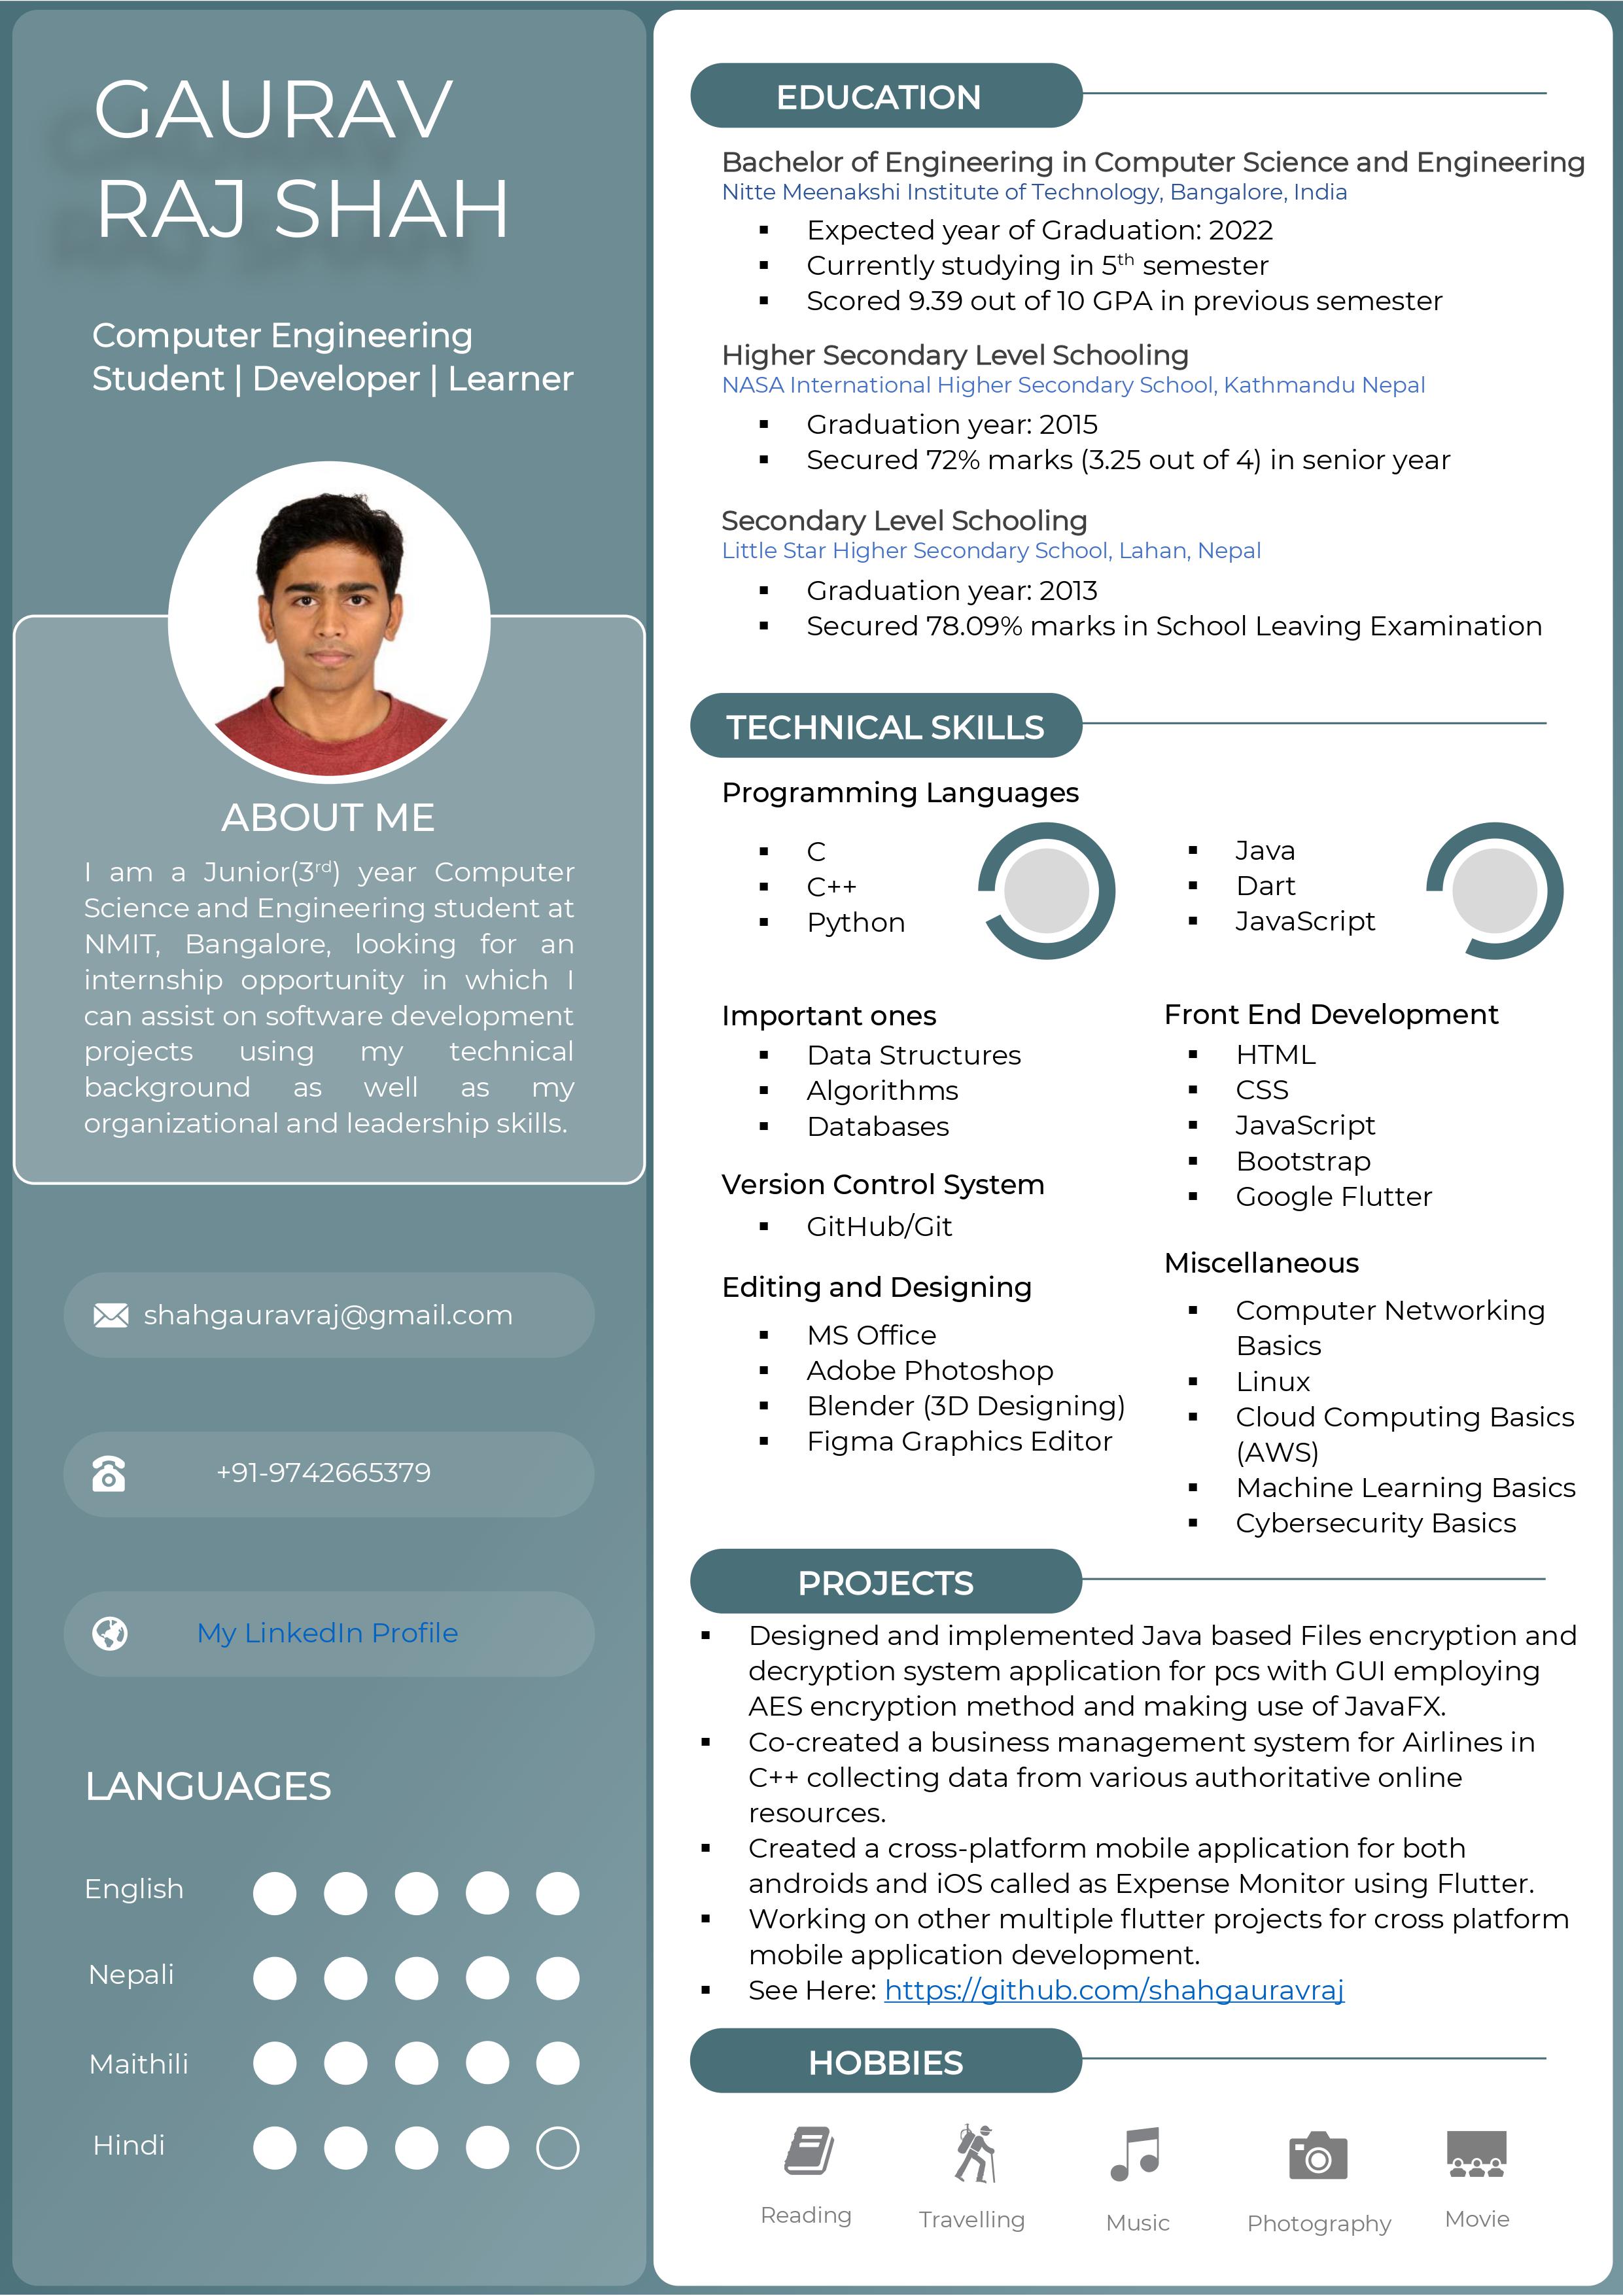 GAURAV
RAJ SHAH
Computer Engineering
Student | Developer | Learner
ABOUT ME
I am a Junior(3rd) year Computer
Science and Engineering student at
NMIT, Bangalore, looking for an
internship opportunity in which I
can assist on software development
projects using my technical
background as well as my
organizational and leadership skills.
shahgauravraj@gmail.com
+91-9742665379
My LinkedIn Profile
LANGUAGES
English
Nepali
Maithili
Hindi
EDUCATION
Bachelor of Engineering in Computer Science and Engineering
Nitte Meenakshi Institute of Technology, Bangalore, India
▪ Expected year of Graduation: 2022
▪ Currently studying in 5th semester
▪ Scored 9.39 out of 10 GPA in previous semester
Higher Secondary Level Schooling
NASA International Higher Secondary School, Kathmandu Nepal
▪ Graduation year: 2015
▪ Secured 72% marks (3.25 out of 4) in senior year
Secondary Level Schooling
Little Star Higher Secondary School, Lahan, Nepal
▪ Graduation year: 2013
▪ Secured 78.09% marks in School Leaving Examination
TECHNICAL SKILLS
Programming Languages
▪ C
▪ C++
▪ Python
▪ Java
▪ Dart
▪ JavaScript
Important ones
▪ Data Structures
▪ Algorithms
▪ Databases
Version Control System
▪ GitHub/Git
Editing and Designing
▪ MS Office
▪ Adobe Photoshop
▪ Blender (3D Designing)
▪ Figma Graphics Editor
Front End Development
▪ HTML
▪ CSS
▪ JavaScript
▪ Bootstrap
▪ Google Flutter
Miscellaneous
▪ Computer Networking
Basics
▪ Linux
▪ Cloud Computing Basics
(AWS)
▪ Machine Learning Basics
▪ Cybersecurity Basics
PROJECTS
▪ Designed and implemented Java based Files encryption and
decryption system application for pcs with GUI employing
AES encryption method and making use of JavaFX.
▪ Co-created a business management system for Airlines in
C++ collecting data from various authoritative online
resources.
▪ Created a cross-platform mobile application for both
androids and iOS called as Expense Monitor using Flutter.
▪ Working on other multiple flutter projects for cross platform
mobile application development.
▪ See Here: https://github.com/shahgauravraj
HOBBIES
Reading
Travelling
Music
Photography
Movie